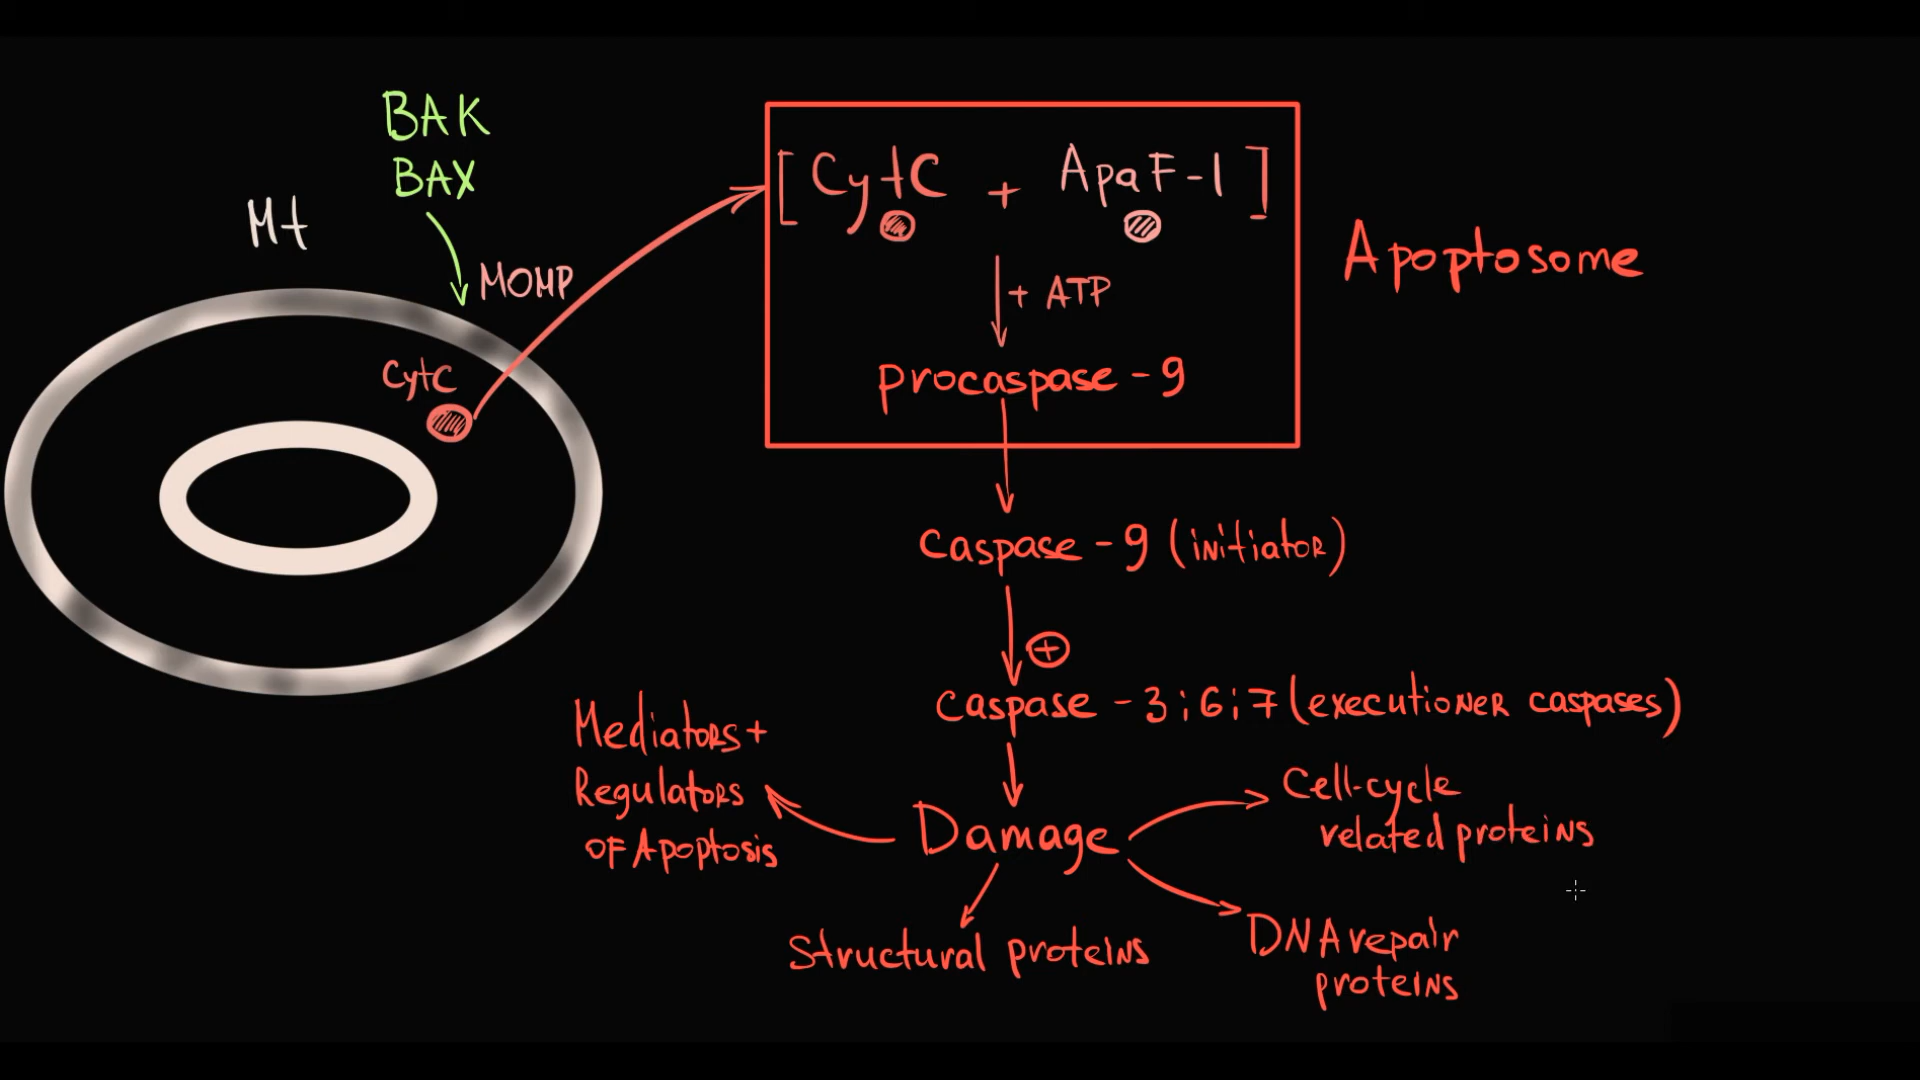 BAK
BAX
Mt
MOMP
CytC
[CytC + ApaF-1]
+ ATP
procaspase-9
Apoptosome
caspase-9 (initiator)
+
caspase-3;6;7 (executioner caspases)
Damage
Mediators+
Regulators
of Apoptosis
Structural proteins
Cell-cycle
related proteins
DNA repair
proteins